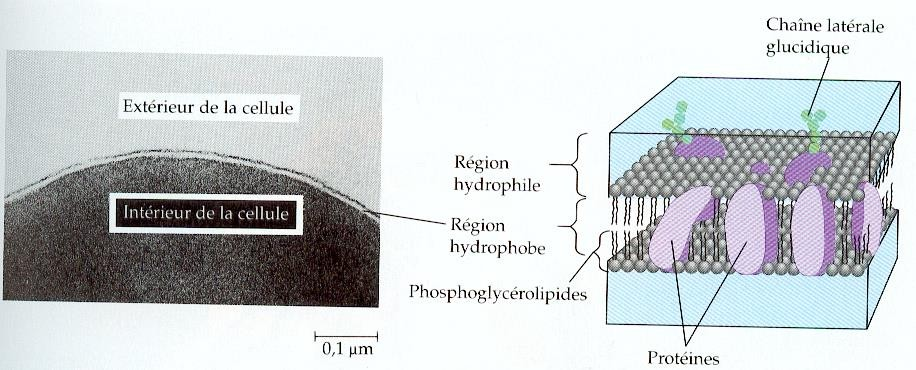 Extérieur de la cellule
Intérieur de la cellule
0,1 µm
Chaîne latérale
glucidique
Région
hydrophile
Région
hydrophobe
Phosphoglycérolipides
Protéines